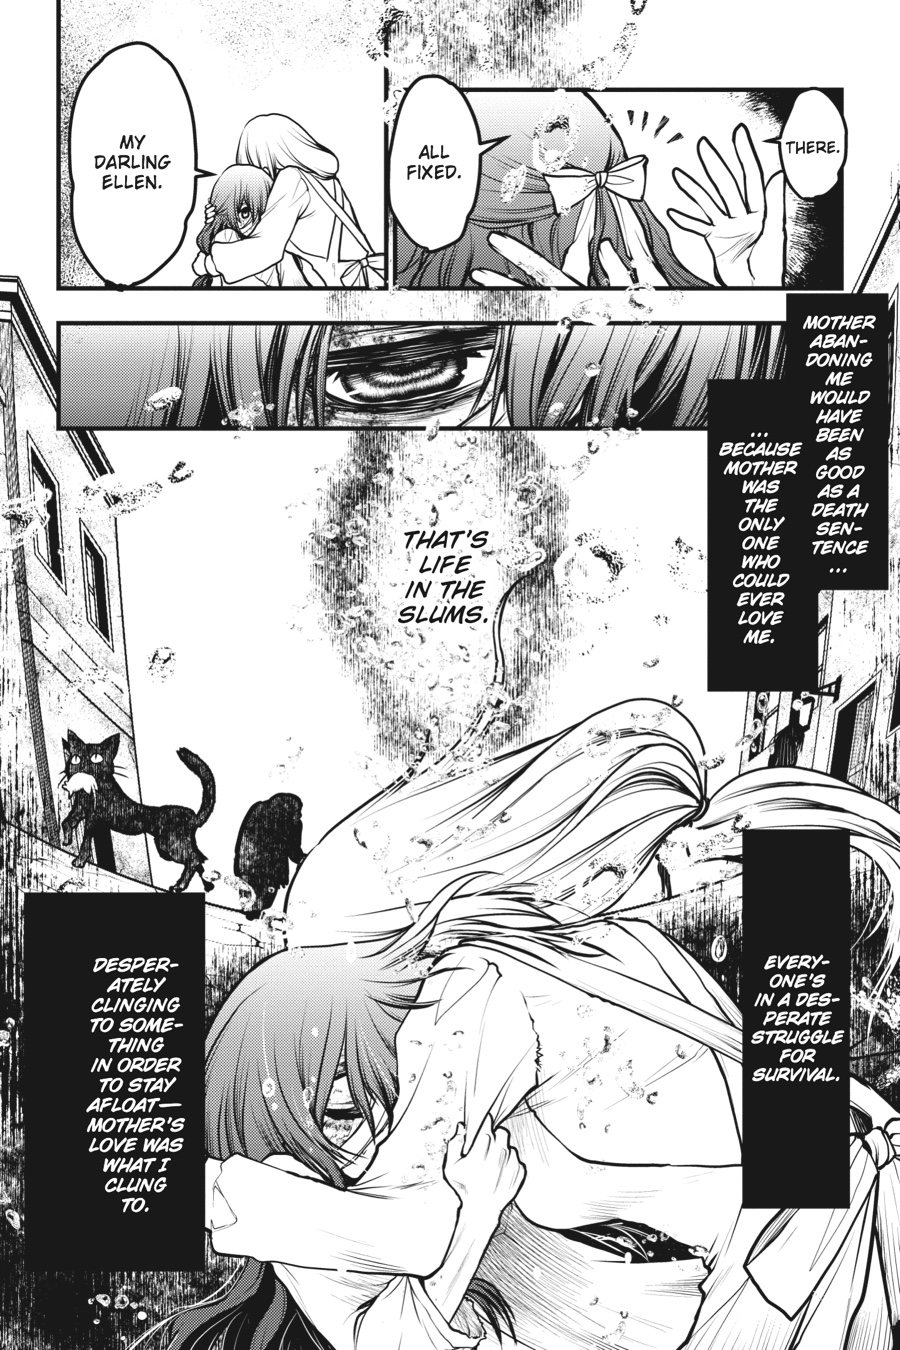 THERE.
ALL
FIXED.
MY
DARLING
ELLEN.
MOTHER
ABAN-
DONING
ME
WOULD
HAVE
BEEN
AS
GOOD
AS A
DEATH
SEN-
TENCE
...
...
BECAUSE
MOTHER
WAS
THE
ONLY
ONE
WHO
COULD
EVER
LOVE
ME.
THAT'S
LIFE
IN THE
SLUMS.
EVERY-
ONE'S
IN A DES-
PERATE
STRUGGLE
FOR
SURVIVAL.
DESPER-
ATELY
CLINGING
TO SOME-
THING
IN ORDER
TO STAY
AFLOAT—
MOTHER'S
LOVE WAS
WHAT I
CLUNG
TO.